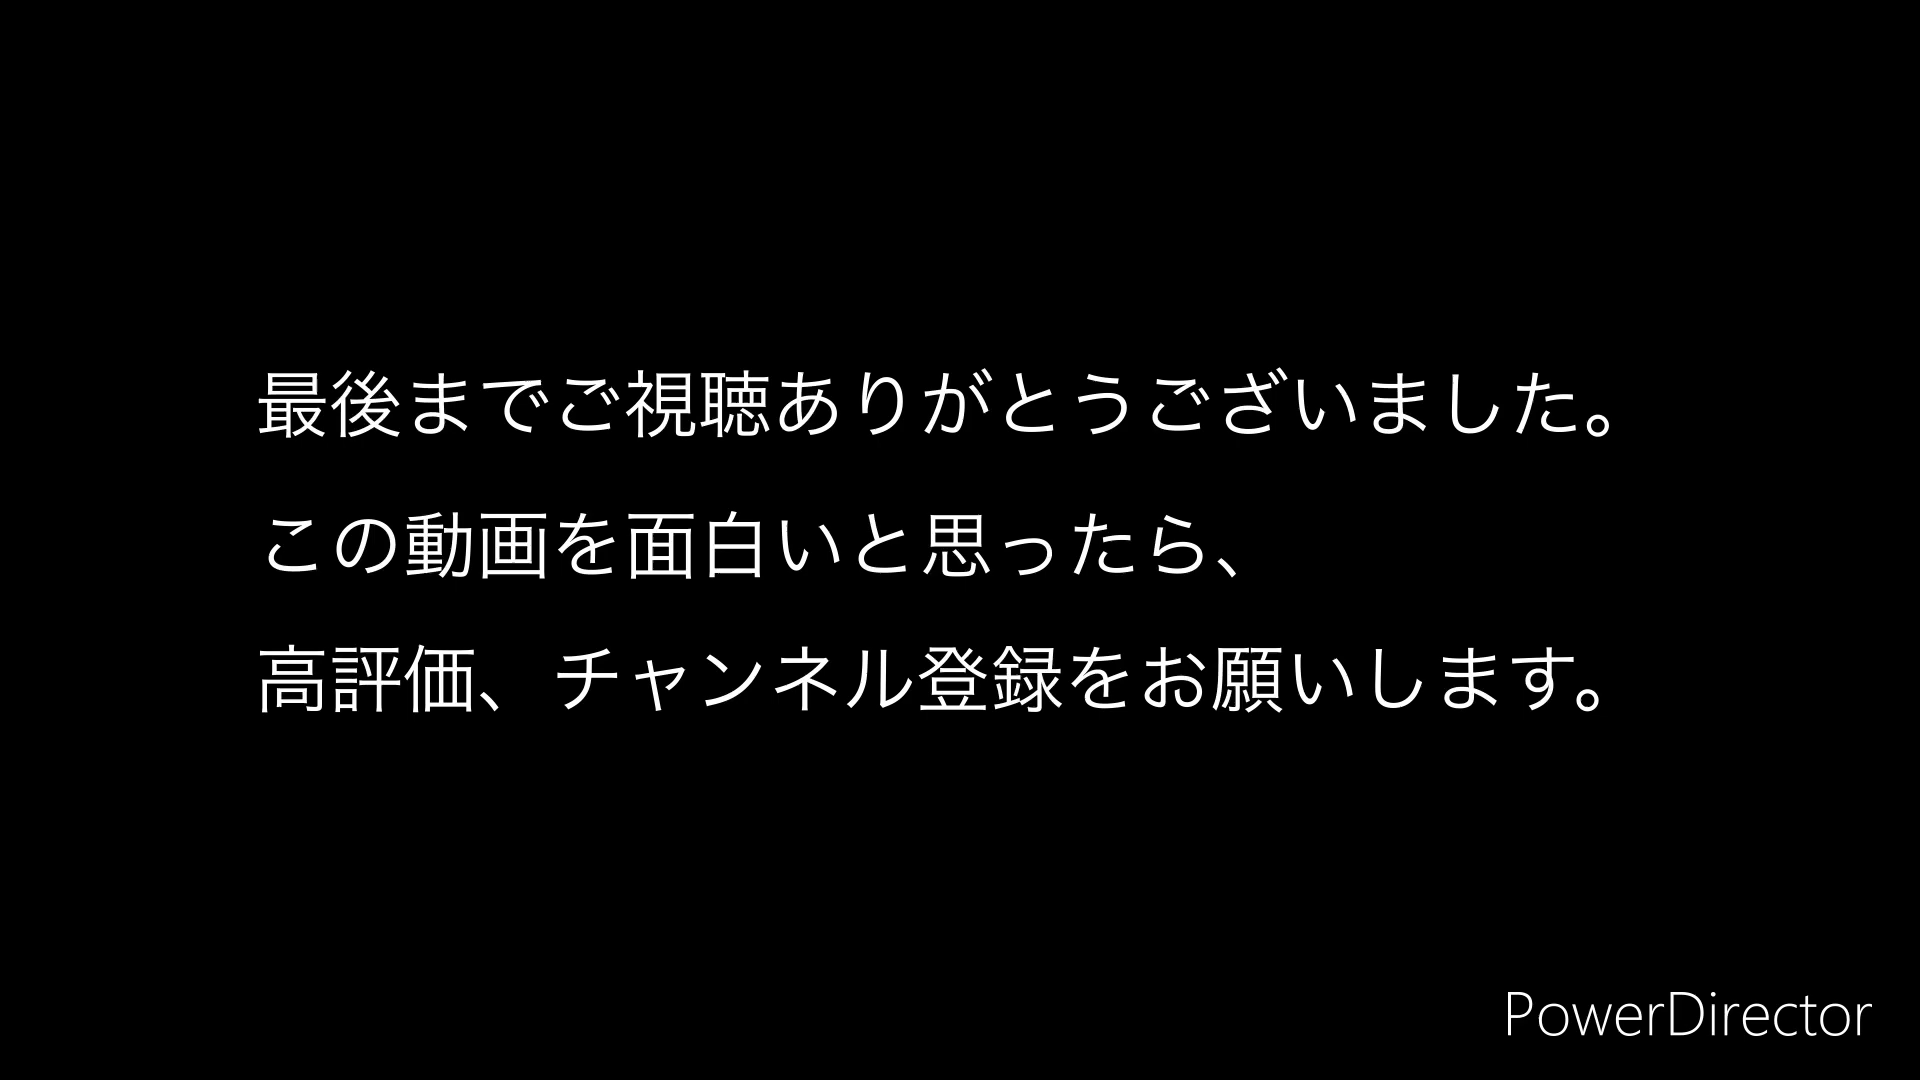 最後までご視聴ありがとうございました。
この動画を面白いと思ったら、
高評価、チャンネル登録をお願いします。
PowerDirector